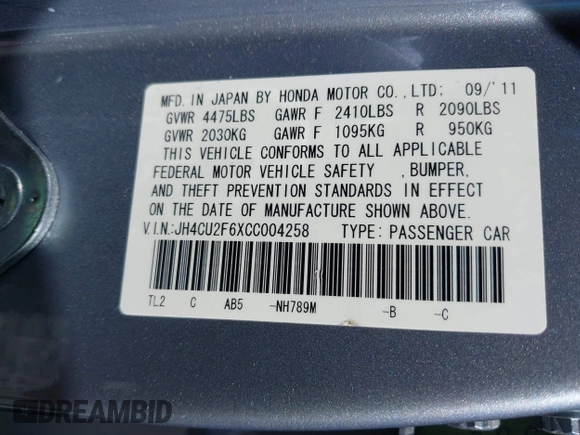 MFD. IN JAPAN BY HONDA MOTOR CO., LTD: 09/'11
GVWR 4475LBS GAWR F 2410LBS R 2090LBS
GVWR 2030KG GAWR F 1095KG R 950KG
THIS VEHICLE CONFORMS TO ALL APPLICABLE
FEDERAL MOTOR VEHICLE SAFETY , BUMPER,
AND THEFT PREVENTION STANDARDS IN EFFECT
ON THE DATE OF MANUFACTURE SHOWN ABOVE.
V.I.N.:JH4CU2F6XCC004258 TYPE: PASSENGER CAR
TL2 C AB5 -NH789M -B -C
DREAMBID